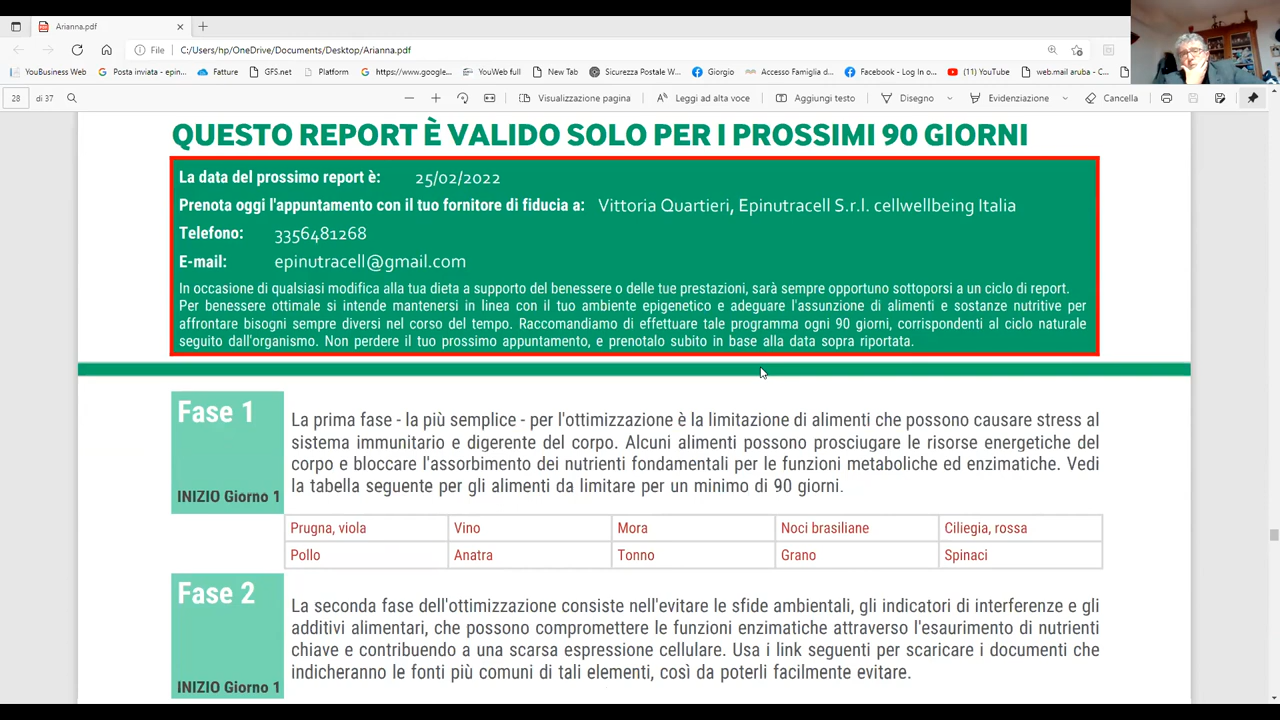 Arianna.pdf
File C:/Users/hp/OneDrive/Documents/Desktop/Arianna.pdf
YouBusiness Web Posta inviata - epin... Fatture GFS.net Platform https://www.google... YouWeb full New Tab Sicurezza Postale W... Giorgio Accesso Famiglia d... Facebook - Log In o... (11) YouTube web.mail aruba - C...
28 di 37 Visualizzazione pagina Leggi ad alta voce Aggiungi testo Disegno Evidenziazione Cancella
QUESTO REPORT È VALIDO SOLO PER I PROSSIMI 90 GIORNI
La data del prossimo report è: 25/02/2022
Prenota oggi l'appuntamento con il tuo fornitore di fiducia a: Vittoria Quartieri, Epinutracell S.r.l. cellwellbeing Italia
Telefono: 3356481268
E-mail: epinutracell@gmail.com
In occasione di qualsiasi modifica alla tua dieta a supporto del benessere o delle tue prestazioni, sarà sempre opportuno sottoporsi a un ciclo di report.
Per benessere ottimale si intende mantenersi in linea con il tuo ambiente epigenetico e adeguare l'assunzione di alimenti e sostanze nutritive per
affrontare bisogni sempre diversi nel corso del tempo. Raccomandiamo di effettuare tale programma ogni 90 giorni, corrispondenti al ciclo naturale
seguito dall'organismo. Non perdere il tuo prossimo appuntamento, e prenotalo subito in base alla data sopra riportata.
Fase 1
INIZIO Giorno 1
La prima fase - la più semplice - per l'ottimizzazione è la limitazione di alimenti che possono causare stress al
sistema immunitario e digerente del corpo. Alcuni alimenti possono prosciugare le risorse energetiche del
corpo e bloccare l'assorbimento dei nutrienti fondamentali per le funzioni metaboliche ed enzimatiche. Vedi
la tabella seguente per gli alimenti da limitare per un minimo di 90 giorni.
Prugna, viola Vino Mora Noci brasiliane Ciliegia, rossa
Pollo Anatra Tonno Grano Spinaci
Fase 2
INIZIO Giorno 1
La seconda fase dell'ottimizzazione consiste nell'evitare le sfide ambientali, gli indicatori di interferenze e gli
additivi alimentari, che possono compromettere le funzioni enzimatiche attraverso l'esaurimento di nutrienti
chiave e contribuendo a una scarsa espressione cellulare. Usa i link seguenti per scaricare i documenti che
indicheranno le fonti più comuni di tali elementi, così da poterli facilmente evitare.